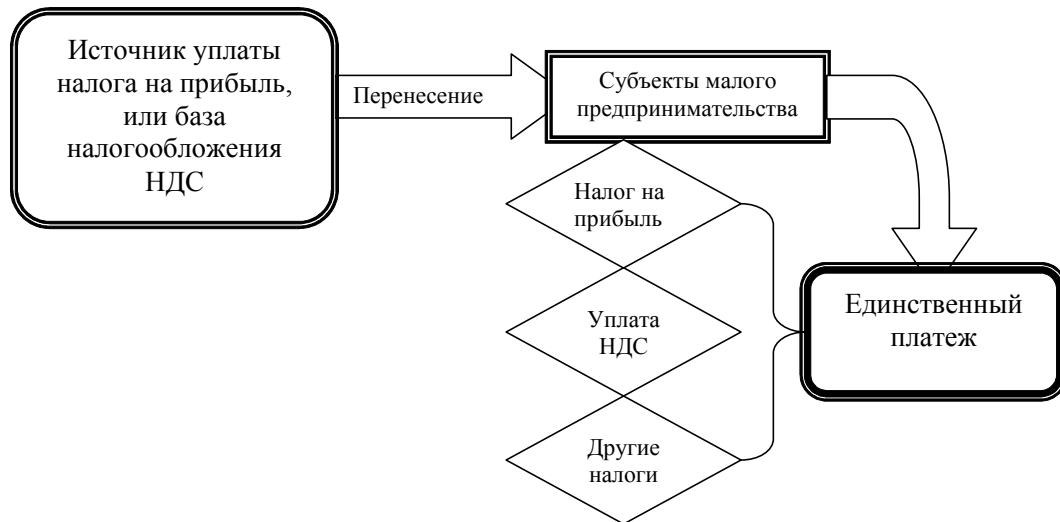 Источник уплаты
налога на прибыль,
или база
налогообложения
НДС
Перенесение
Субъекты малого
предпринимательства
Налог на
прибыль
Уплата
НДС
Другие
налоги
Единственный
платеж